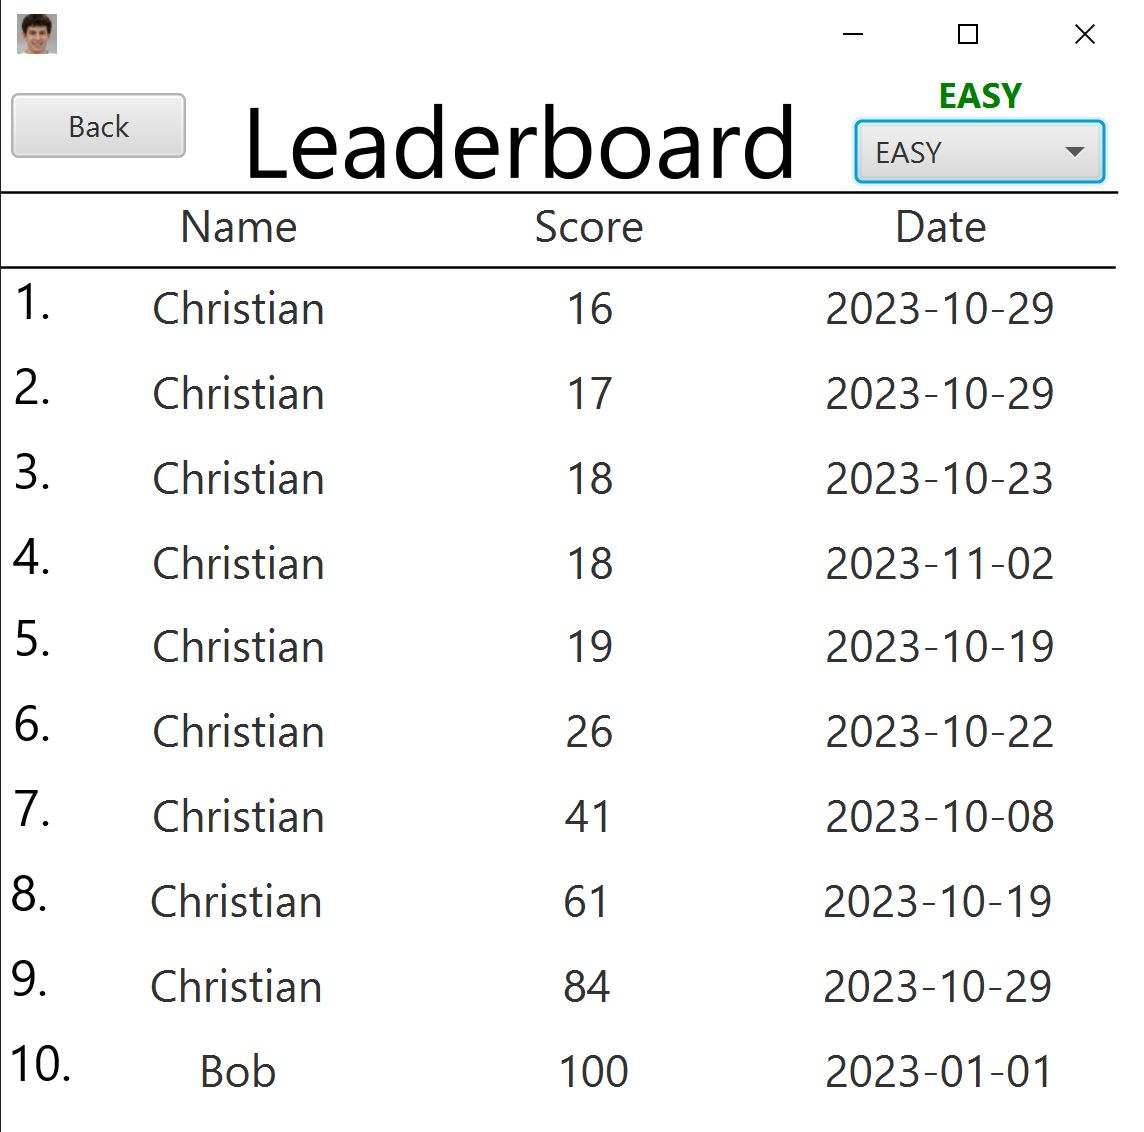 EASY
Back Leaderboard EASY
Name Score Date
1. Christian 16 2023-10-29
2. Christian 17 2023-10-29
3. Christian 18 2023-10-23
4. Christian 18 2023-11-02
5. Christian 19 2023-10-19
6. Christian 26 2023-10-22
7. Christian 41 2023-10-08
8. Christian 61 2023-10-19
9. Christian 84 2023-10-29
10. Bob 100 2023-01-01